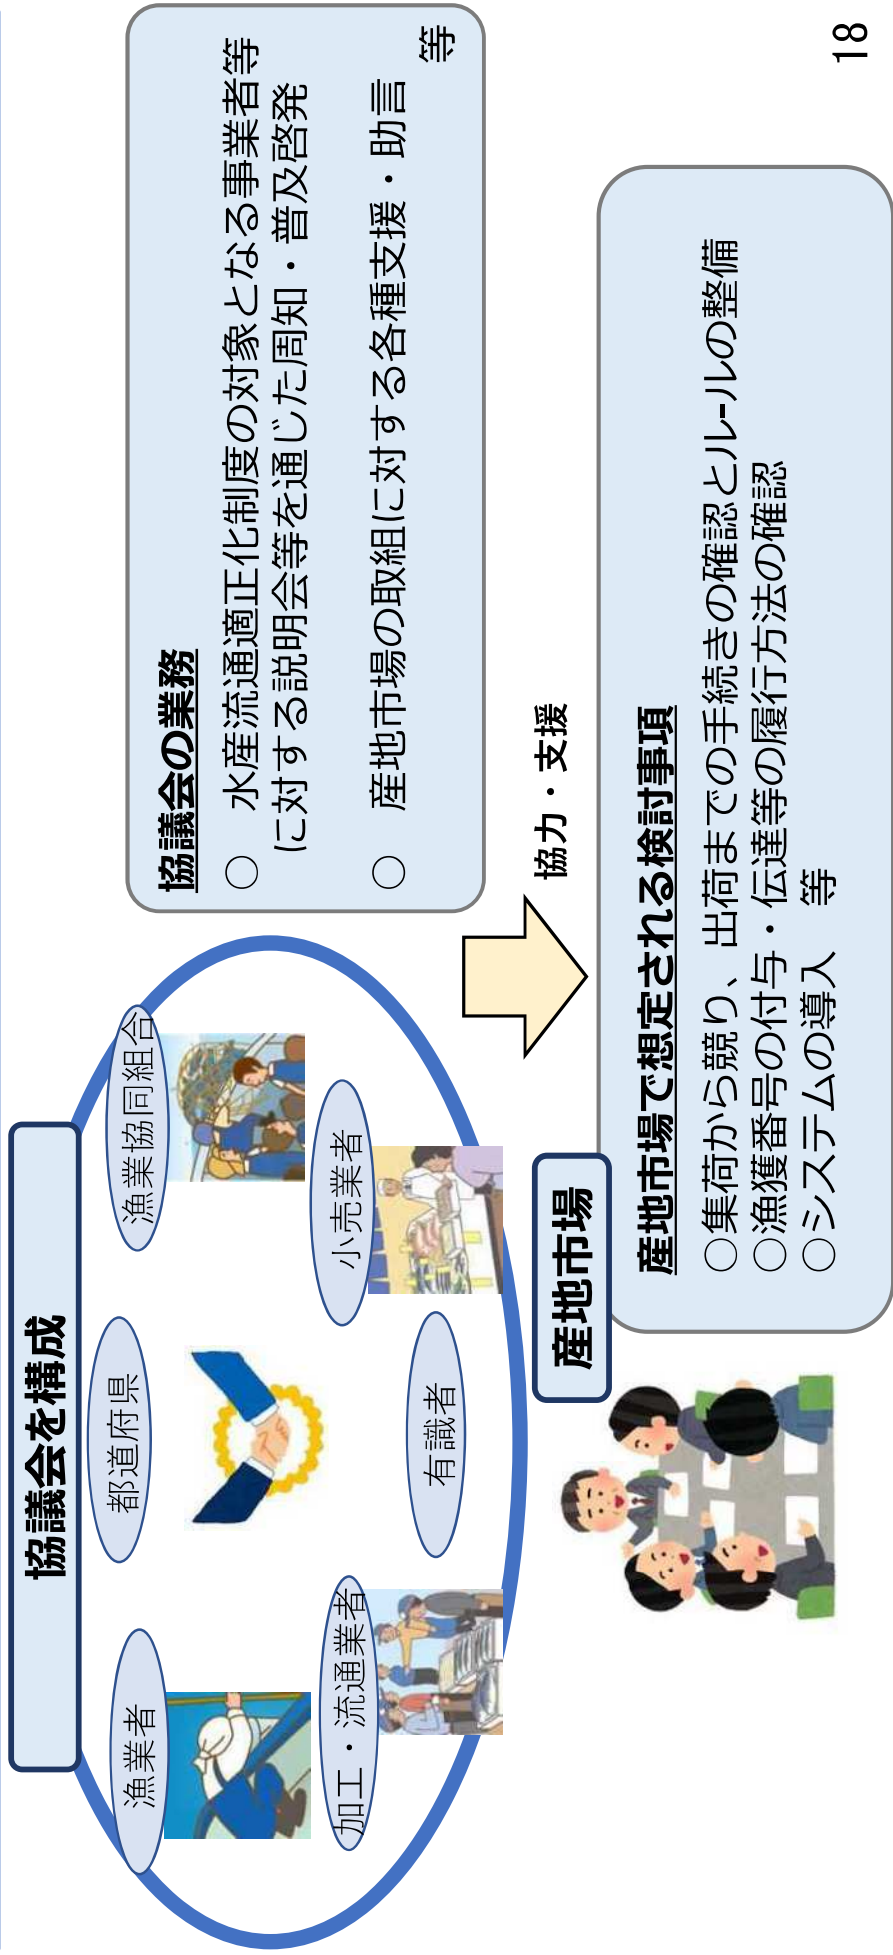 協議会を構成
漁業者
都道府県
漁業協同組合
加工・流通業者
有識者
小売業者
協議会の業務
○ 水産流通適正化制度の対象となる事業者等
に対する説明会等を通じた周知・普及啓発
○ 産地市場の取組に対する各種支援・助言
等
協力・支援
産地市場
産地市場で想定される検討事項
○集荷から競り、出荷までの手続きの確認とルールの整備
○漁獲番号の付与・伝達等の履行方法の確認
○システムの導入 等
18